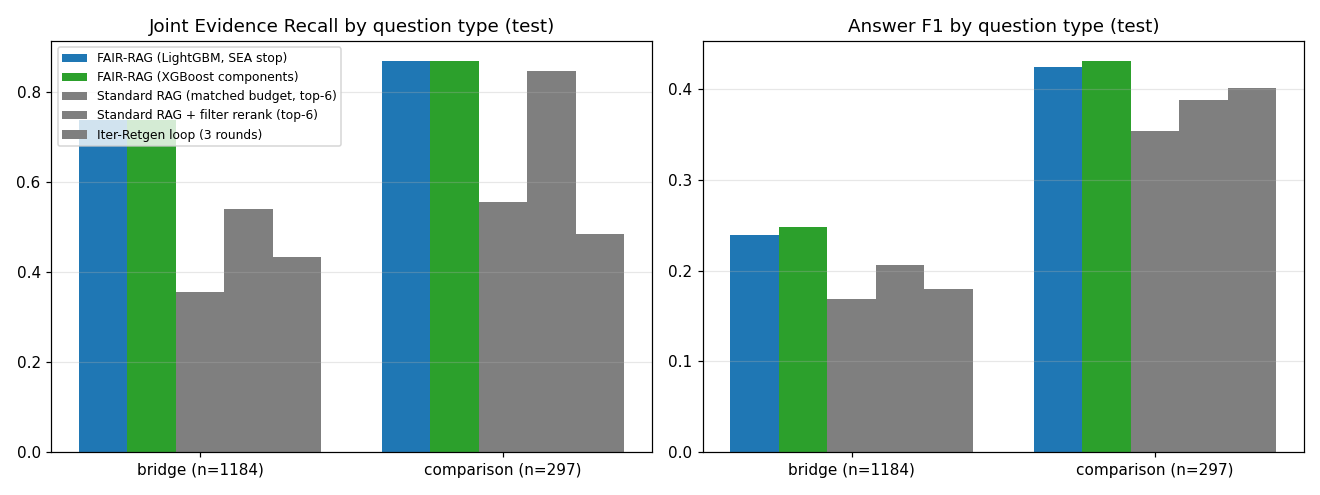 Joint Evidence Recall by question type (test)
FAIR-RAG (LightGBM, SEA stop)
FAIR-RAG (XGBoost components)
Standard RAG (matched budget, top-6)
Standard RAG + filter rerank (top-6)
Iter-Retgen loop (3 rounds)
0.8
0.6
0.4
0.2
0.0
bridge (n=1184)
comparison (n=297)
Answer F1 by question type (test)
0.4
0.3
0.2
0.1
0.0
bridge (n=1184)
comparison (n=297)